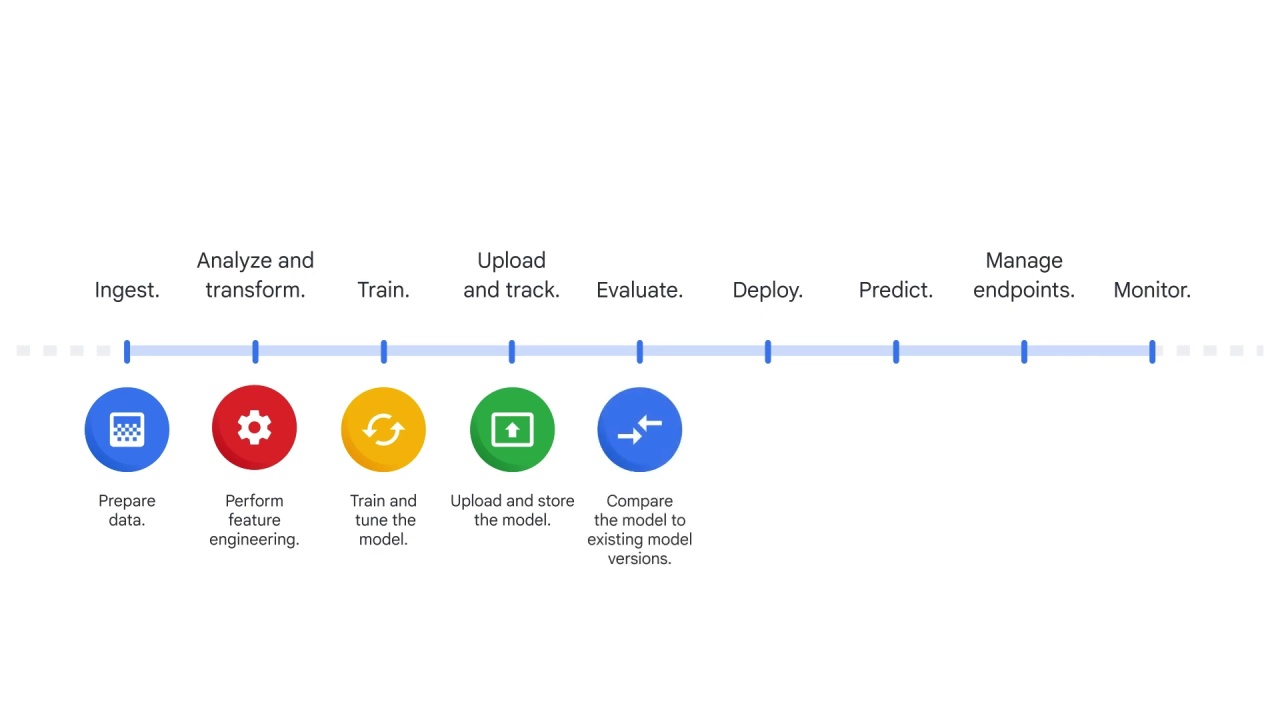 Ingest.
Analyze and
transform.
Train.
Upload
and track.
Evaluate.
Deploy.
Predict.
Manage
endpoints.
Monitor.
Prepare
data.
Perform
feature
engineering.
Train and
tune the
model.
Upload and store
the model.
Compare
the model to
existing model
versions.